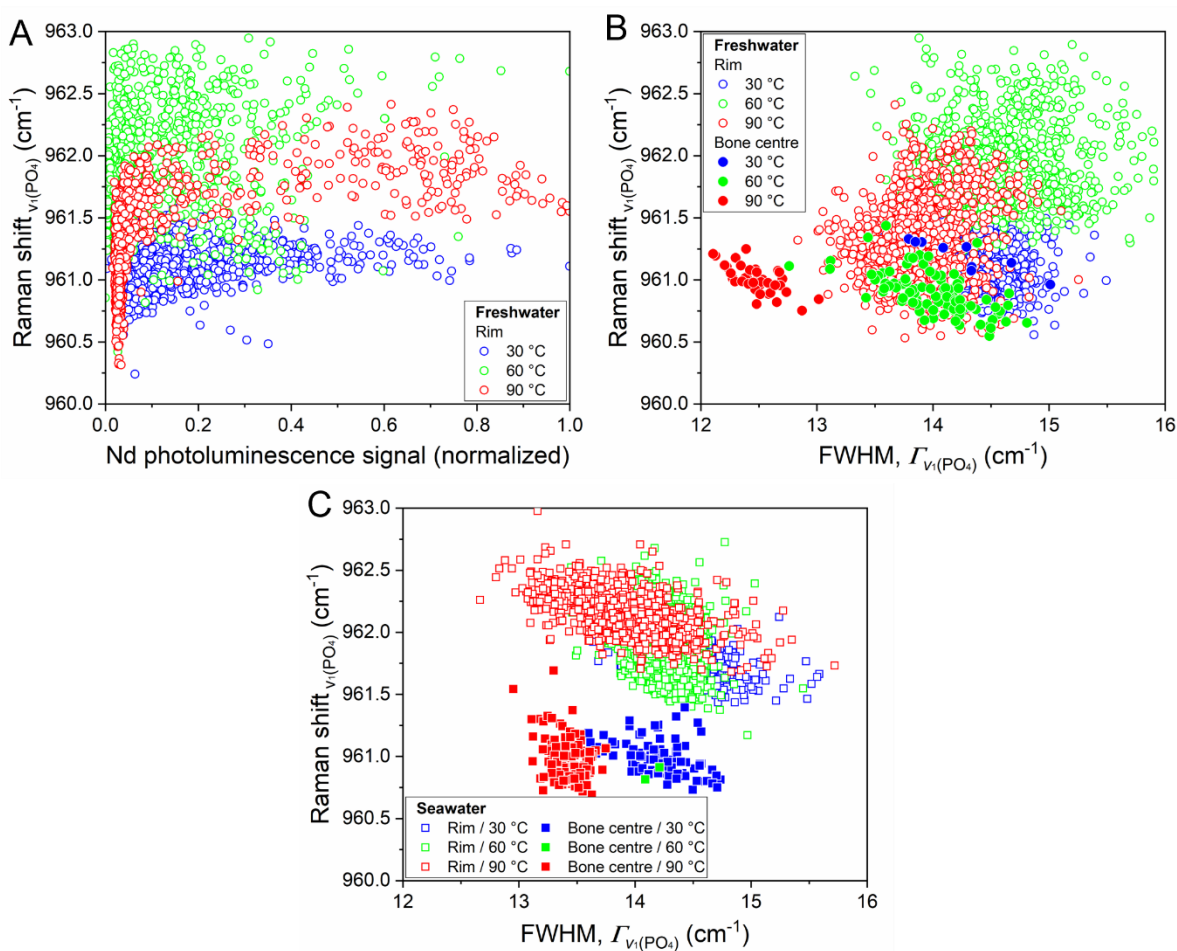 A
Raman shift ν1(PO4) (cm-1)
963.0
962.5
962.0
961.5
961.0
960.5
960.0
0.0 0.2 0.4 0.6 0.8 1.0
Nd photoluminescence signal (normalized)
Freshwater
Rim
30 °C
60 °C
90 °C
B
Raman shift ν1(PO4) (cm-1)
963.0
962.5
962.0
961.5
961.0
960.5
960.0
12 13 14 15 16
FWHM, Γν1(PO4) (cm-1)
Freshwater
Rim
30 °C
60 °C
90 °C
Bone centre
30 °C
60 °C
90 °C
C
Raman shift ν1(PO4) (cm-1)
963.0
962.5
962.0
961.5
961.0
960.5
960.0
12 13 14 15 16
FWHM, Γν1(PO4) (cm-1)
Seawater
Rim / 30 °C Bone centre / 30 °C
Rim / 60 °C Bone centre / 60 °C
Rim / 90 °C Bone centre / 90 °C